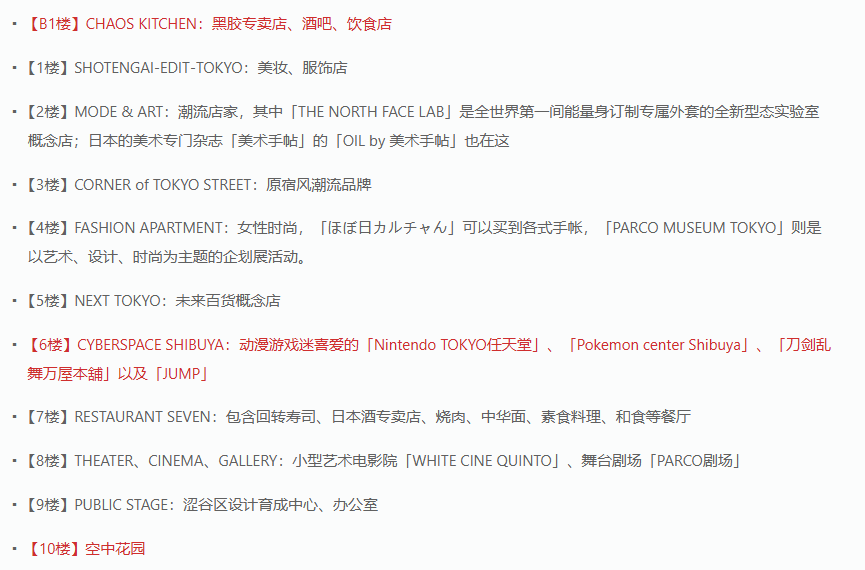 ▪ 【B1楼】CHAOS KITCHEN：黑胶专卖店、酒吧、饮食店
▪ 【1楼】SHOTENGAI-EDIT-TOKYO：美妆、服饰店
▪ 【2楼】MODE & ART：潮流店家，其中「THE NORTH FACE LAB」是全世界第一间能量身订制专属外套的全新型态实验室
概念店；日本的美术专门杂志「美术手帖」的「OIL by 美术手帖」也在这
▪ 【3楼】CORNER of TOKYO STREET：原宿风潮流品牌
▪ 【4楼】FASHION APARTMENT：女性时尚，「ほぼ日カルチャん」可以买到各式手帐，「PARCO MUSEUM TOKYO」则是
以艺术、设计、时尚为主题的企划展活动。
▪ 【5楼】NEXT TOKYO：未来百货概念店
▪ 【6楼】CYBERSPACE SHIBUYA：动漫游戏迷喜爱的「Nintendo TOKYO任天堂」、「Pokemon center Shibuya」、「刀剑乱
舞万屋本舗」以及「JUMP」
▪ 【7楼】RESTAURANT SEVEN：包含回转寿司、日本酒专卖店、烧肉、中华面、素食料理、和食等餐厅
▪ 【8楼】THEATER、CINEMA、GALLERY：小型艺术电影院「WHITE CINE QUINTO」、舞台剧场「PARCO剧场」
▪ 【9楼】PUBLIC STAGE：涩谷区设计育成中心、办公室
▪ 【10楼】空中花园